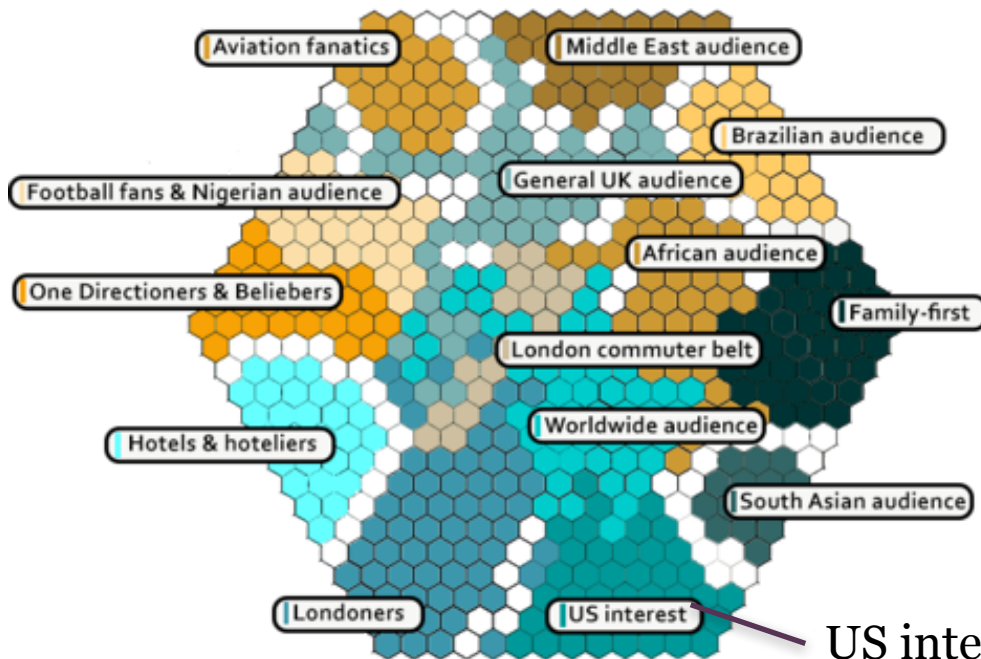 Aviation fanatics
Middle East audience
Brazilian audience
Football fans & Nigerian audience
General UK audience
African audience
One Directioners & Beliebers
Family-first
London commuter belt
Worldwide audience
Hotels & hoteliers
South Asian audience
Londoners
US interest
US inte